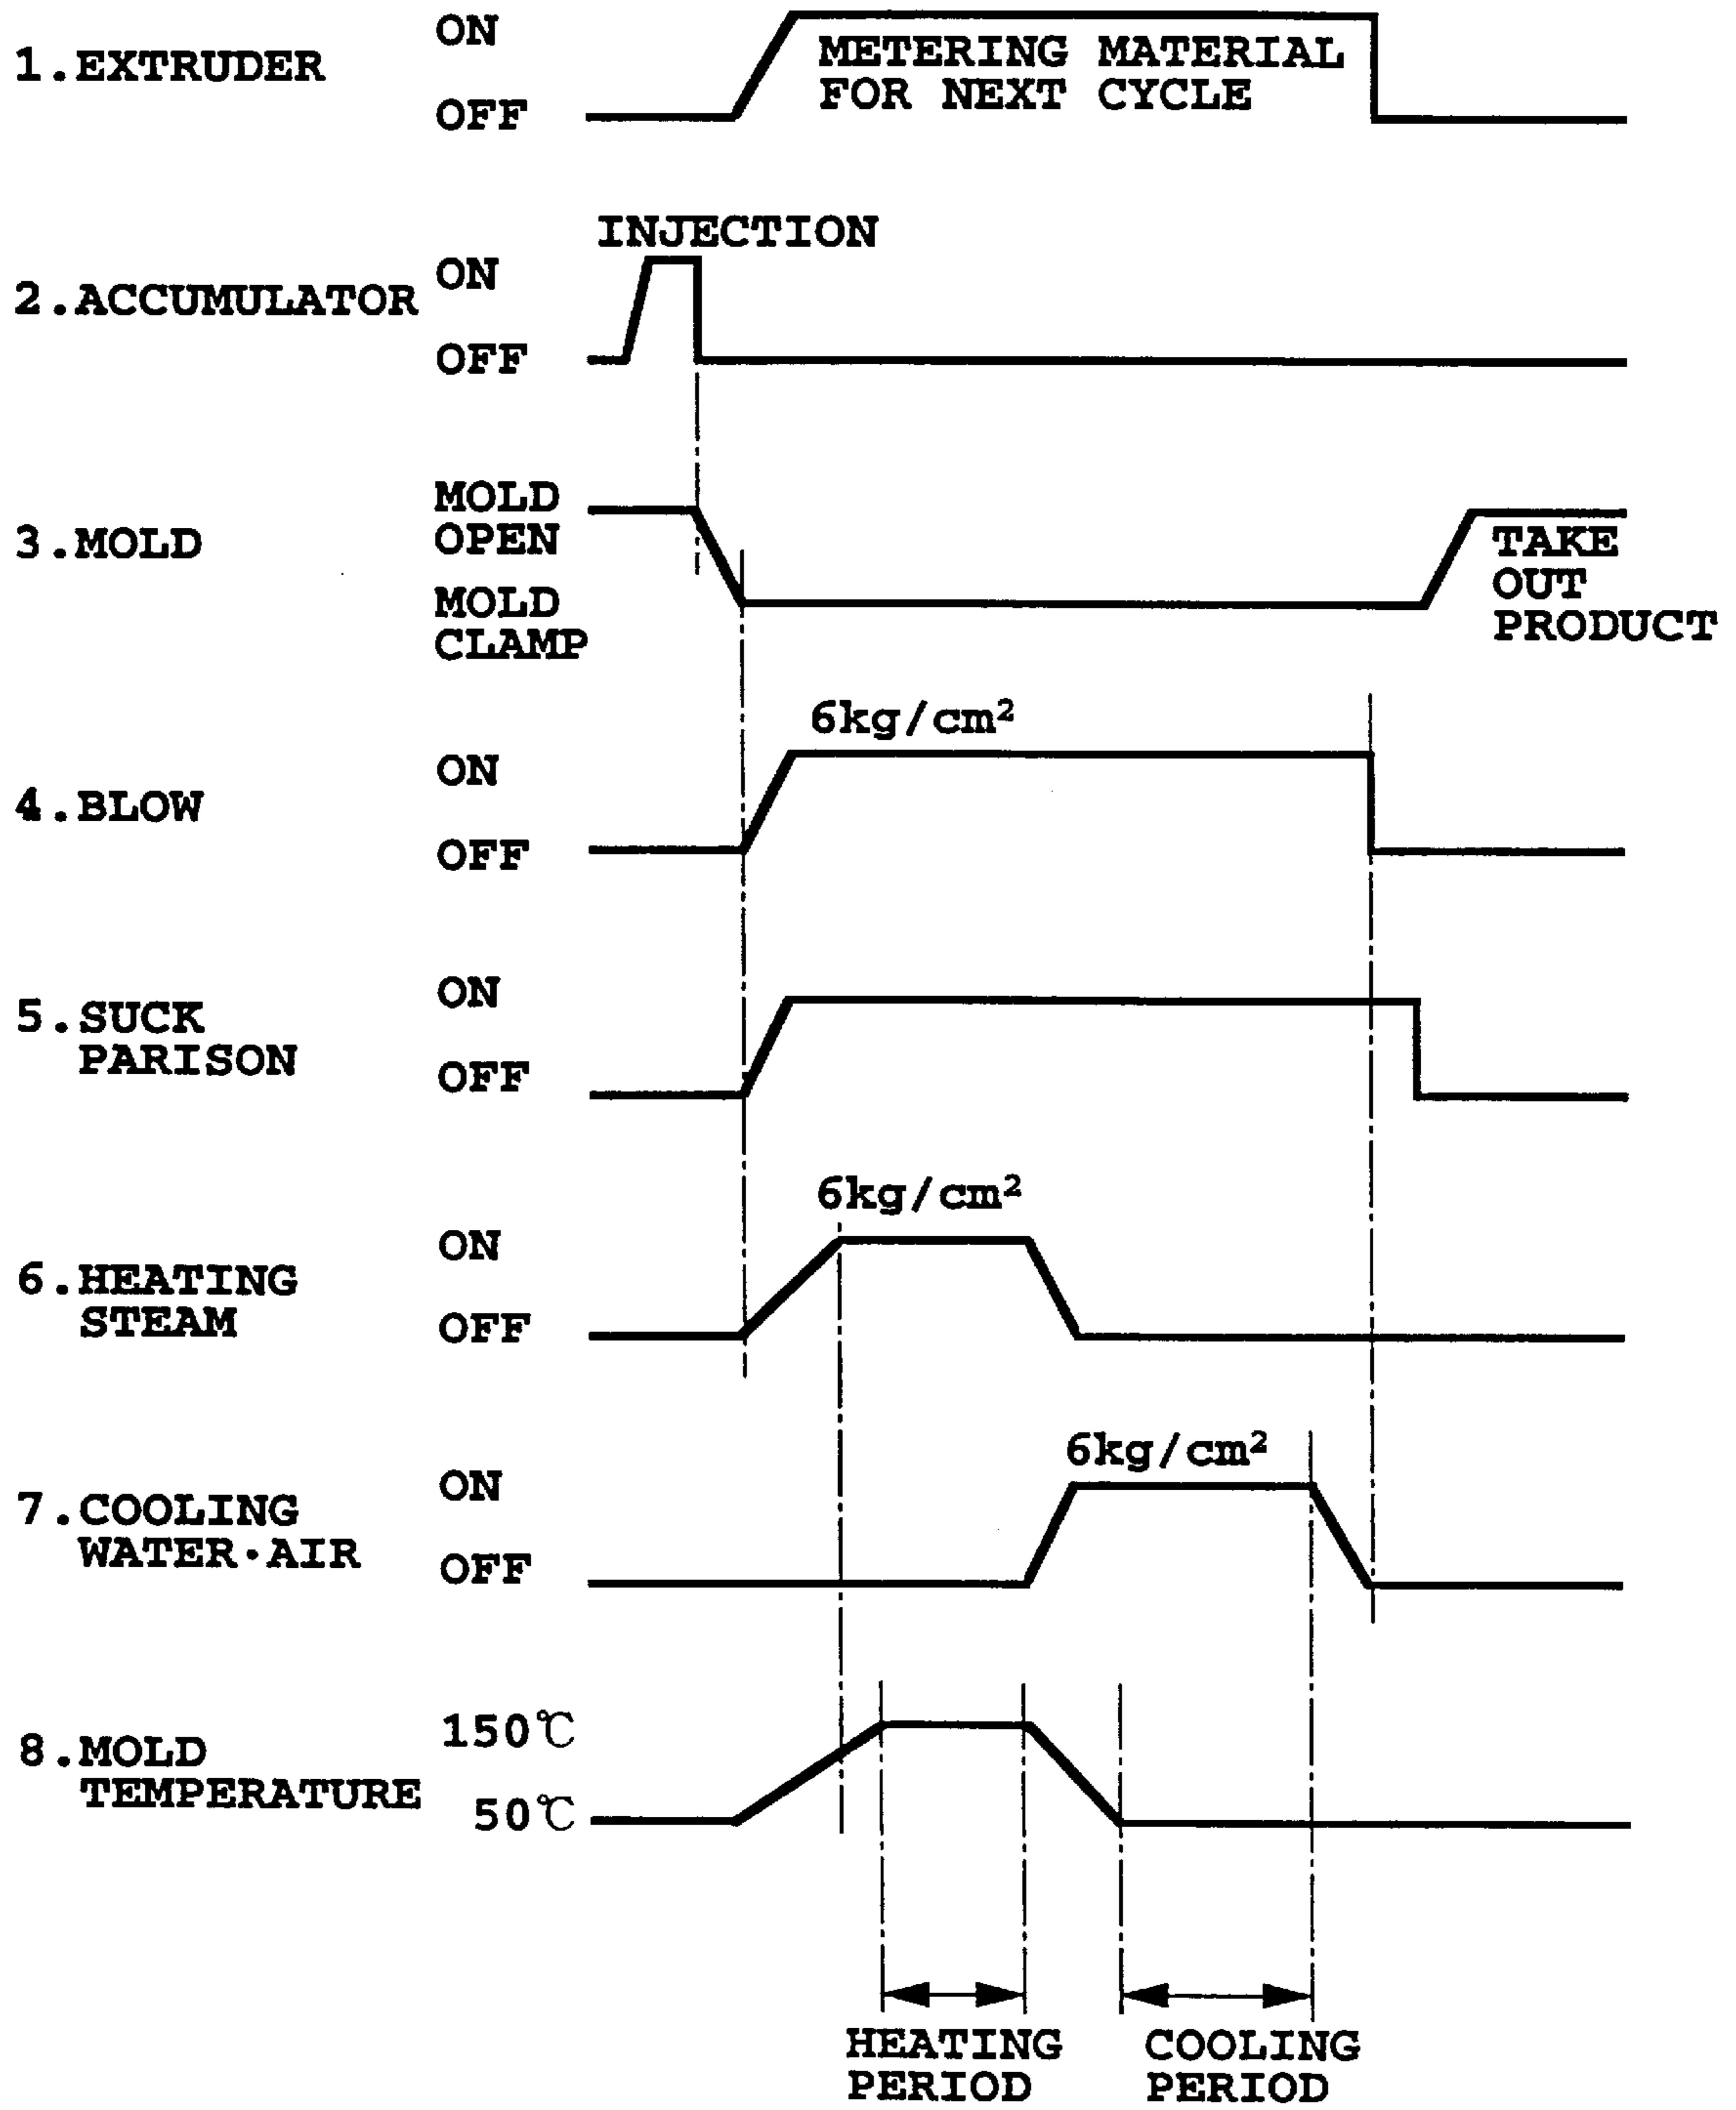 1.EXTRUDER
ON
OFF
METERING MATERIAL
FOR NEXT CYCLE
2.ACCUMULATOR
ON
OFF
INJECTION
3.MOLD
MOLD
OPEN
MOLD
CLAMP
TAKE
OUT
PRODUCT
4.BLOW
ON
OFF
6kg/cm²
5.SUCK
PARISON
ON
OFF
6.HEATING
STEAM
ON
OFF
6kg/cm²
7.COOLING
WATER·AIR
ON
OFF
6kg/cm²
8.MOLD
TEMPERATURE
150℃
50℃
HEATING
PERIOD
COOLING
PERIOD